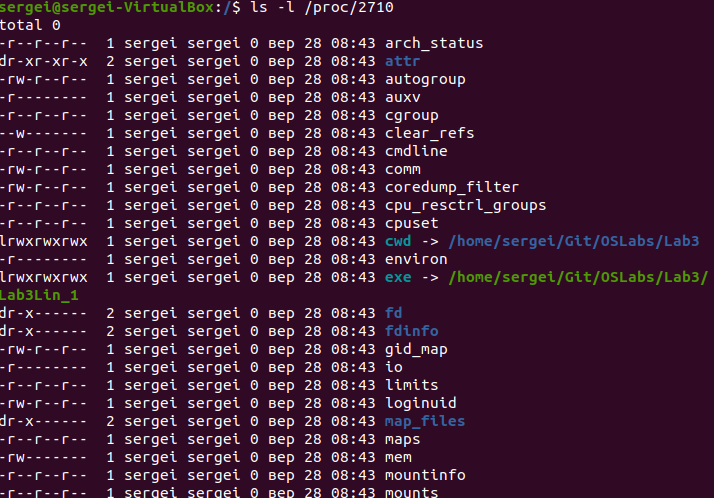 sergei@sergei-VirtualBox:/$ ls -l /proc/2710
total 0
-r--r--r--  1 sergei sergei 0 вер 28 08:43 arch_status
dr-xr-xr-x  2 sergei sergei 0 вер 28 08:43 attr
-rw-r--r--  1 sergei sergei 0 вер 28 08:43 autogroup
-r--------  1 sergei sergei 0 вер 28 08:43 auxv
-r--r--r--  1 sergei sergei 0 вер 28 08:43 cgroup
--w-------  1 sergei sergei 0 вер 28 08:43 clear_refs
-r--r--r--  1 sergei sergei 0 вер 28 08:43 cmdline
-rw-r--r--  1 sergei sergei 0 вер 28 08:43 comm
-rw-r--r--  1 sergei sergei 0 вер 28 08:43 coredump_filter
-r--r--r--  1 sergei sergei 0 вер 28 08:43 cpu_resctrl_groups
-r--r--r--  1 sergei sergei 0 вер 28 08:43 cpuset
lrwxrwxrwx  1 sergei sergei 0 вер 28 08:43 cwd -> /home/sergei/Git/OSLabs/Lab3
-r--------  1 sergei sergei 0 вер 28 08:43 environ
lrwxrwxrwx  1 sergei sergei 0 вер 28 08:43 exe -> /home/sergei/Git/OSLabs/Lab3/
Lab3Lin_1
dr-x------  2 sergei sergei 0 вер 28 08:43 fd
dr-x------  2 sergei sergei 0 вер 28 08:43 fdinfo
-rw-r--r--  1 sergei sergei 0 вер 28 08:43 gid_map
-r--------  1 sergei sergei 0 вер 28 08:43 io
-r--r--r--  1 sergei sergei 0 вер 28 08:43 limits
-rw-r--r--  1 sergei sergei 0 вер 28 08:43 loginuid
dr-x------  2 sergei sergei 0 вер 28 08:43 map_files
-r--r--r--  1 sergei sergei 0 вер 28 08:43 maps
-rw-------  1 sergei sergei 0 вер 28 08:43 mem
-r--r--r--  1 sergei sergei 0 вер 28 08:43 mountinfo
-r--r--r--  1 sergei sergei 0 вер 28 08:43 mounts